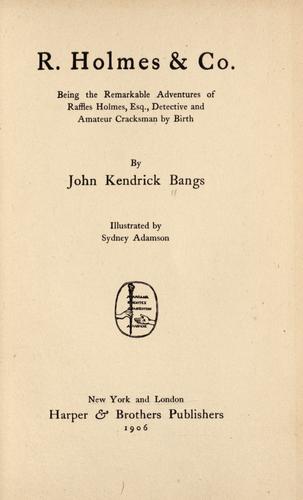 R. Holmes & Co.
Being the Remarkable Adventures of
Raffles Holmes, Esq., Detective and
Amateur Cracksman by Birth
By
John Kendrick Bangs
Illustrated by
Sydney Adamson
New York and London
Harper & Brothers Publishers
1906